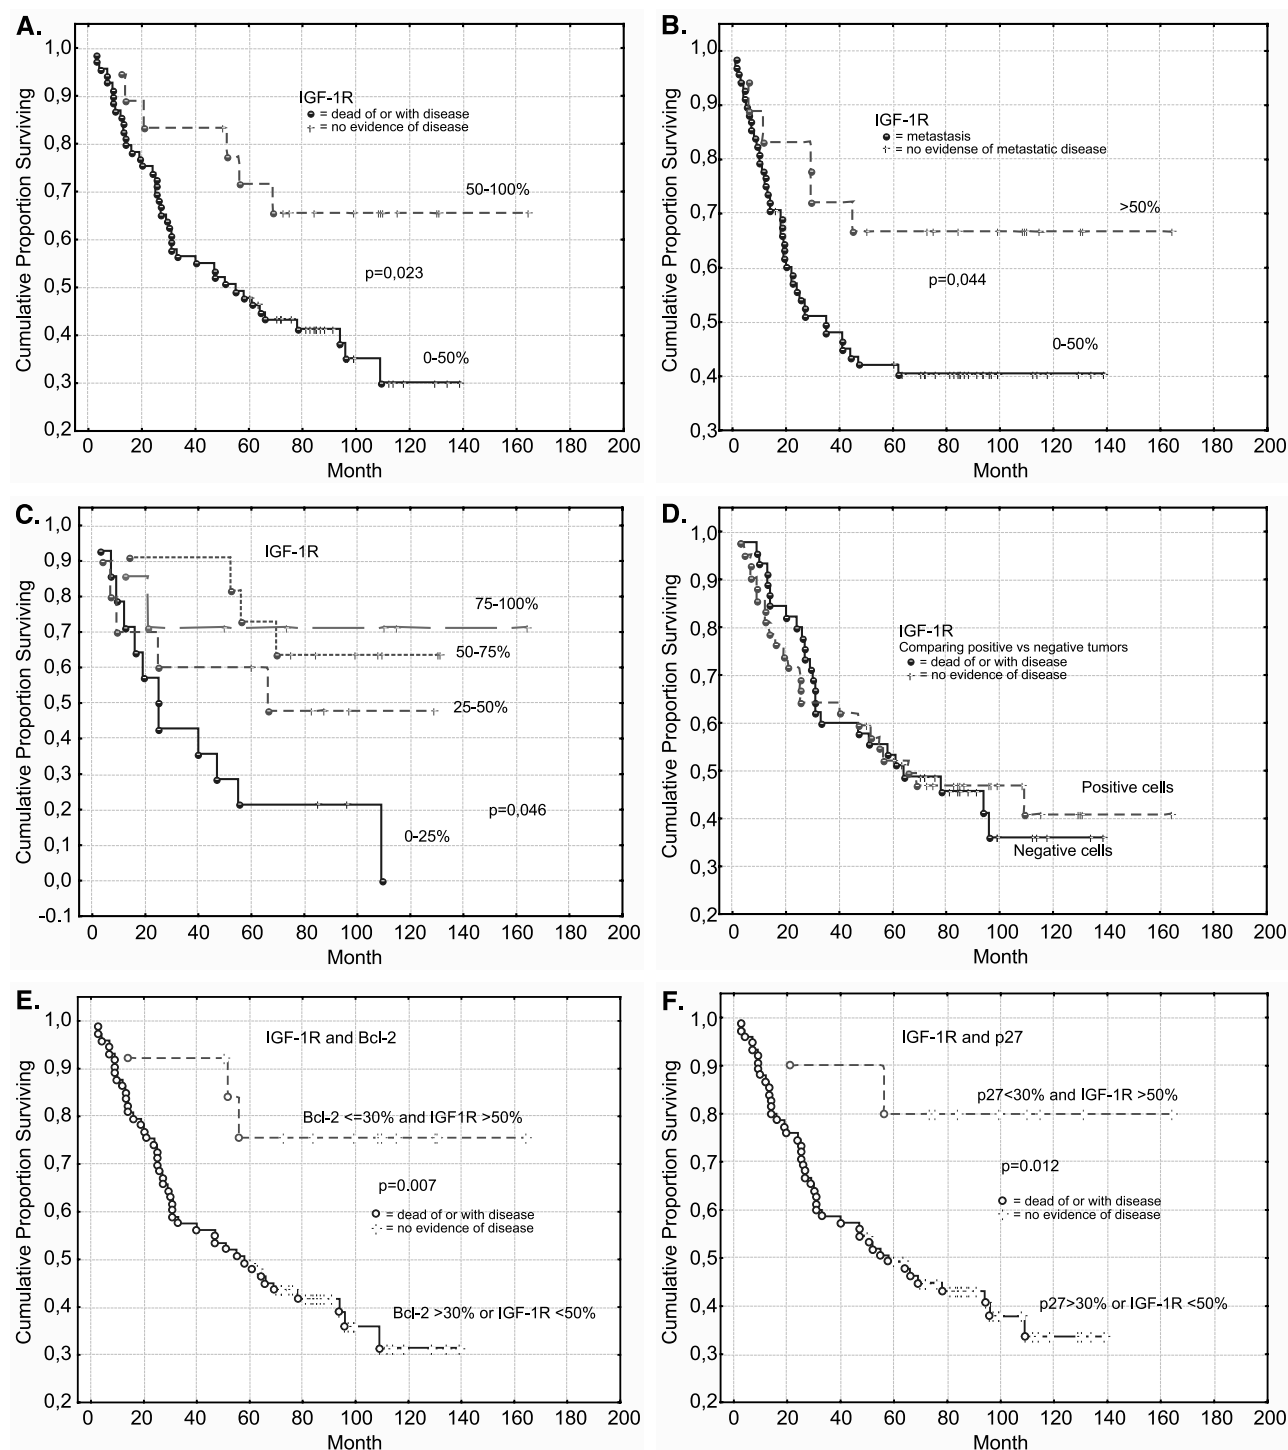 A.
Cumulative Proportion Surviving
1,0
0,9
0,8
0,7
0,6
0,5
0,4
0,3
0,2
IGF-1R
= dead of or with disease
= no evidence of disease
50-100%
p=0,023
0-50%
0 20 40 60 80 100 120 140 160 180 200
Month
B.
Cumulative Proportion Surviving
1,0
0,9
0,8
0,7
0,6
0,5
0,4
0,3
IGF-1R
= metastasis
= no evidense of metastatic disease
>50%
p=0,044
0-50%
0 20 40 60 80 100 120 140 160 180 200
Month
C.
Cumulative Proportion Surviving
1,0
0,9
0,8
0,7
0,6
0,5
0,4
0,3
0,2
0,1
0,0
-0.1
IGF-1R
75-100%
50-75%
25-50%
p=0,046
0-25%
0 20 40 60 80 100 120 140 160 180 200
Month
D.
Cumulative Proportion Surviving
1,0
0,9
0,8
0,7
0,6
0,5
0,4
0,3
0,2
IGF-1R
Comparing positive vs negative tumors
= dead of or with disease
= no evidence of disease
Positive cells
Negative cells
0 20 40 60 80 100 120 140 160 180 200
Month
E.
Cumulative Proportion Surviving
1,0
0,9
0,8
0,7
0,6
0,5
0,4
0,3
0,2
IGF-1R and Bcl-2
Bcl-2 <=30% and IGF1R >50%
p=0.007
= dead of or with disease
= no evidence of disease
Bcl-2 >30% or IGF-1R <50%
0 20 40 60 80 100 120 140 160 180 200
Month
F.
Cumulative Proportion Surviving
1,0
0,9
0,8
0,7
0,6
0,5
0,4
0,3
0,2
IGF-1R and p27
p27<30% and IGF-1R >50%
p=0.012
= dead of or with disease
= no evidence of disease
p27>30% or IGF-1R <50%
0 20 40 60 80 100 120 140 160 180 200
Month